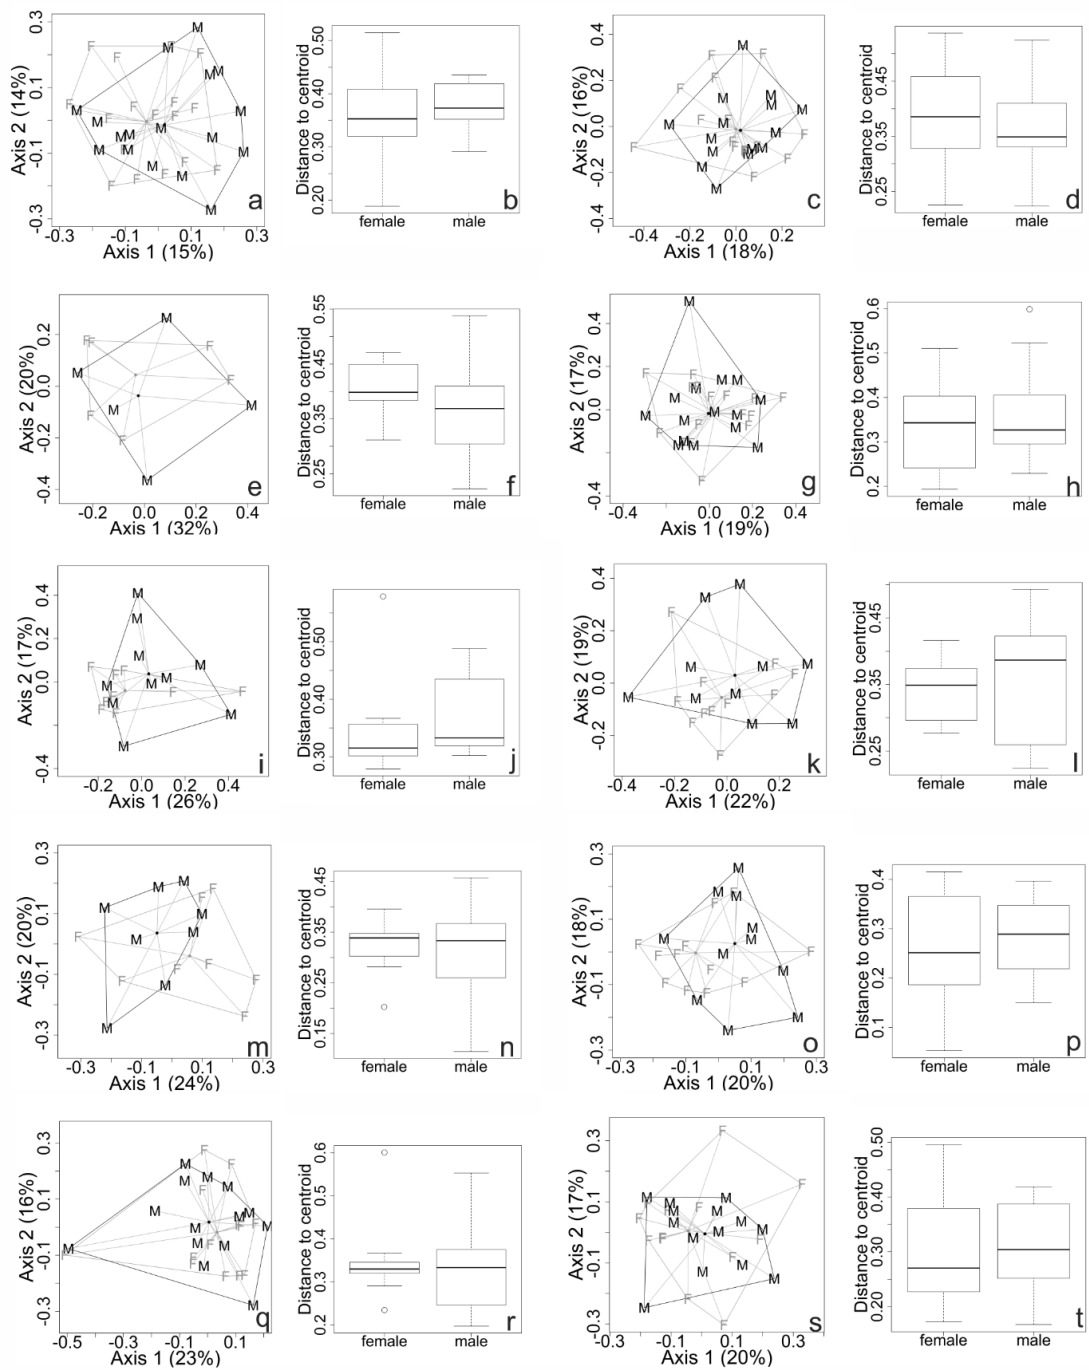 Axis 2 (14%)
0.3
0.1
-0.1
-0.3
-0.3 -0.1 0.1 0.3
Axis 1 (15%)
a
Distance to centroid
0.50
0.40
0.30
0.20
female male
b
Axis 2 (16%)
0.4
0.2
0.0
-0.2
-0.4
-0.4 -0.2 0.0 0.2
Axis 1 (18%)
c
Distance to centroid
0.45
0.35
0.25
female male
d
Axis 2 (20%)
0.2
0.0
-0.2
-0.4
-0.2 0.0 0.2 0.4
Axis 1 (32%)
e
Distance to centroid
0.55
0.45
0.35
0.25
female male
f
Axis 2 (17%)
0.4
0.2
0.0
-0.4
-0.4 -0.2 0.0 0.2 0.4
Axis 1 (19%)
g
Distance to centroid
0.6
0.5
0.4
0.3
0.2
female male
h
Axis 2 (17%)
0.4
0.2
0.0
-0.4
-0.2 0.0 0.2 0.4
Axis 1 (26%)
i
Distance to centroid
0.50
0.40
0.30
female male
j
Axis 2 (19%)
0.4
0.2
0.0
-0.2
-0.4 -0.2 0.0 0.2
Axis 1 (22%)
k
Distance to centroid
0.45
0.35
0.25
female male
l
Axis 2 (20%)
0.3
0.1
-0.1
-0.3
-0.3 -0.1 0.1 0.3
Axis 1 (24%)
m
Distance to centroid
0.45
0.35
0.25
0.15
female male
n
Axis 2 (18%)
0.3
0.1
-0.1
-0.3
-0.3 -0.1 0.1 0.3
Axis 1 (20%)
o
Distance to centroid
0.4
0.3
0.2
0.1
female male
p
Axis 2 (16%)
0.3
0.1
-0.1
-0.3
-0.5 -0.3 -0.1 0.1
Axis 1 (23%)
q
Distance to centroid
0.6
0.5
0.4
0.3
0.2
female male
r
Axis 2 (17%)
0.3
0.1
-0.1
-0.3
-0.3 -0.1 0.1 0.3
Axis 1 (20%)
s
Distance to centroid
0.50
0.40
0.30
0.20
female male
t